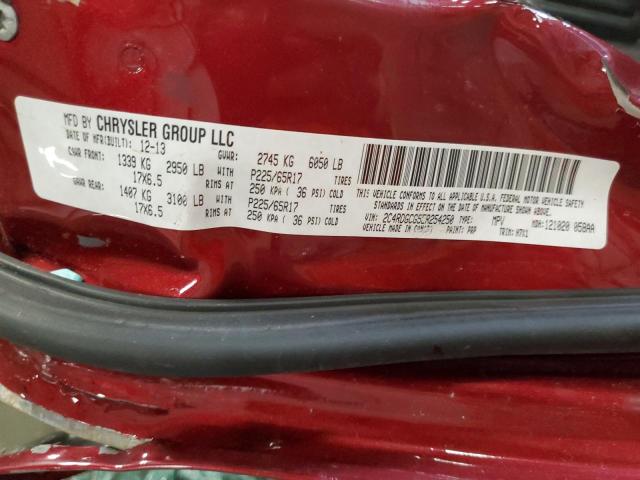 MFD BY CHRYSLER GROUP LLC
DATE OF MFR(BUILT): 12-13 GVWR: 2745 KG 6050 LB
GAWR FRONT: 1339 KG 2950 LB WITH P225/65R17 TIRES
17X6.5 RIMS AT 250 KPA ( 36 PSI) COLD
GAWR REAR: 1407 KG 3100 LB WITH P225/65R17 TIRES
17X6.5 RIMS AT 250 KPA ( 36 PSI) COLD
THIS VEHICLE CONFORMS TO ALL APPLICABLE U.S.A. FEDERAL MOTOR VEHICLE SAFETY
STANDARDS IN EFFECT ON THE DATE OF MANUFACTURE SHOWN ABOVE.
VIN: TYPE: MPV MDH: 121020 058AA
VEHICLE MADE IN PAINT: PRP TRIM: